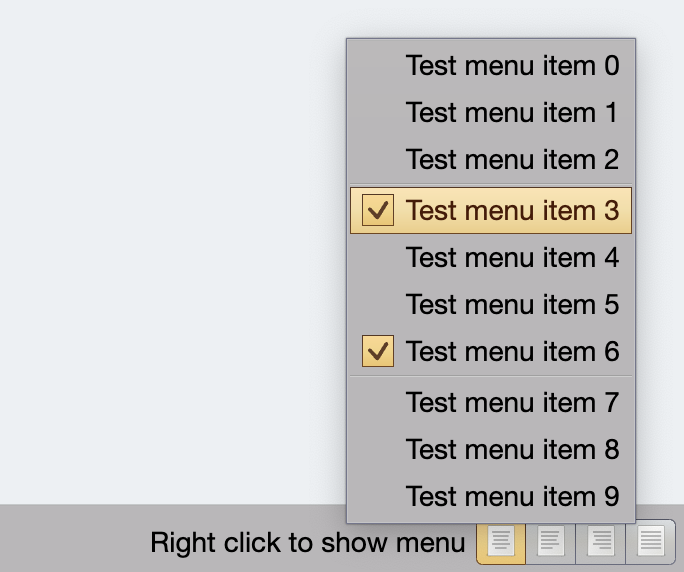 Test menu item 0
Test menu item 1
Test menu item 2
Test menu item 3
Test menu item 4
Test menu item 5
Test menu item 6
Test menu item 7
Test menu item 8
Test menu item 9
Right click to show menu